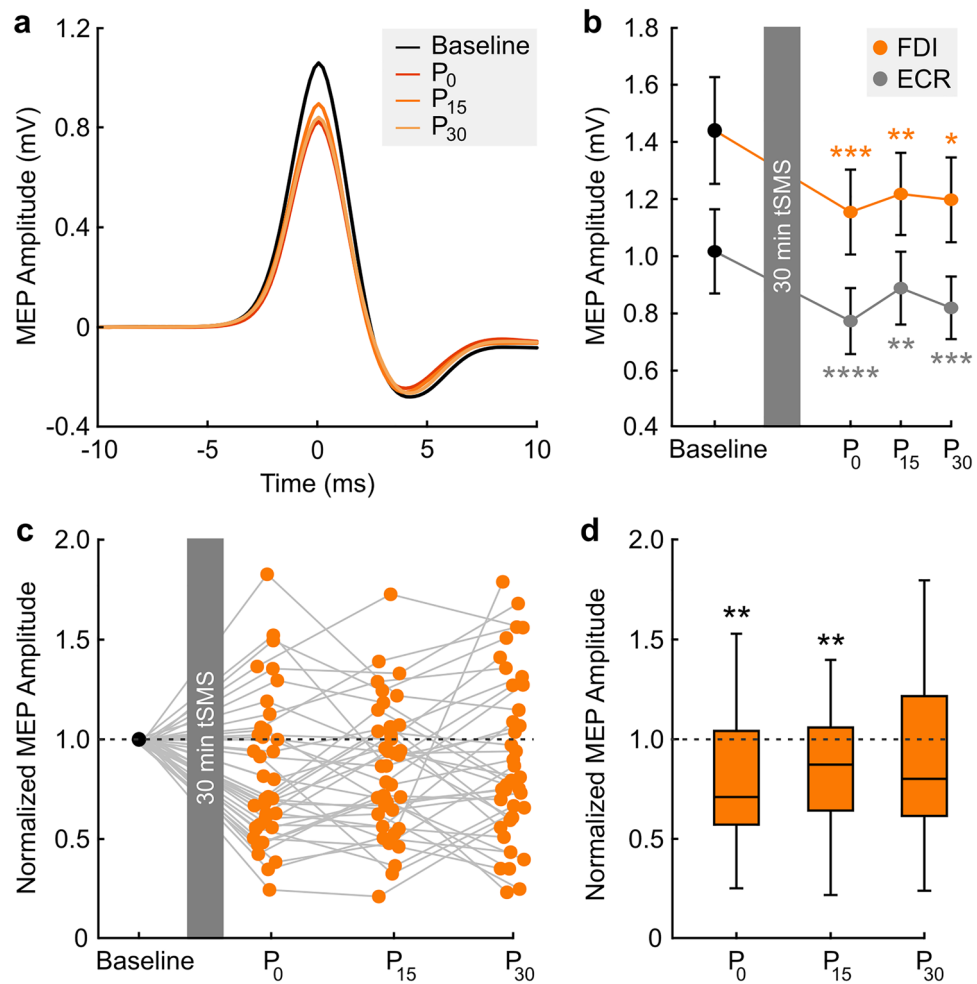 a
1.2
0.8
0.4
0
-0.4
MEP Amplitude (mV)
-10
-5
0
5
10
Time (ms)
Baseline
P0
P15
P30
b
1.8
1.6
1.4
1.2
1.0
0.8
0.6
0.4
MEP Amplitude (mV)
FDI
ECR
30 min tSMS
***
**
*
****
**
***
Baseline
P0
P15
P30
c
2.0
1.5
1.0
0.5
0
Normalized MEP Amplitude
30 min tSMS
Baseline
P0
P15
P30
d
2.0
1.5
1.0
0.5
0
Normalized MEP Amplitude
**
**
P0
P15
P30